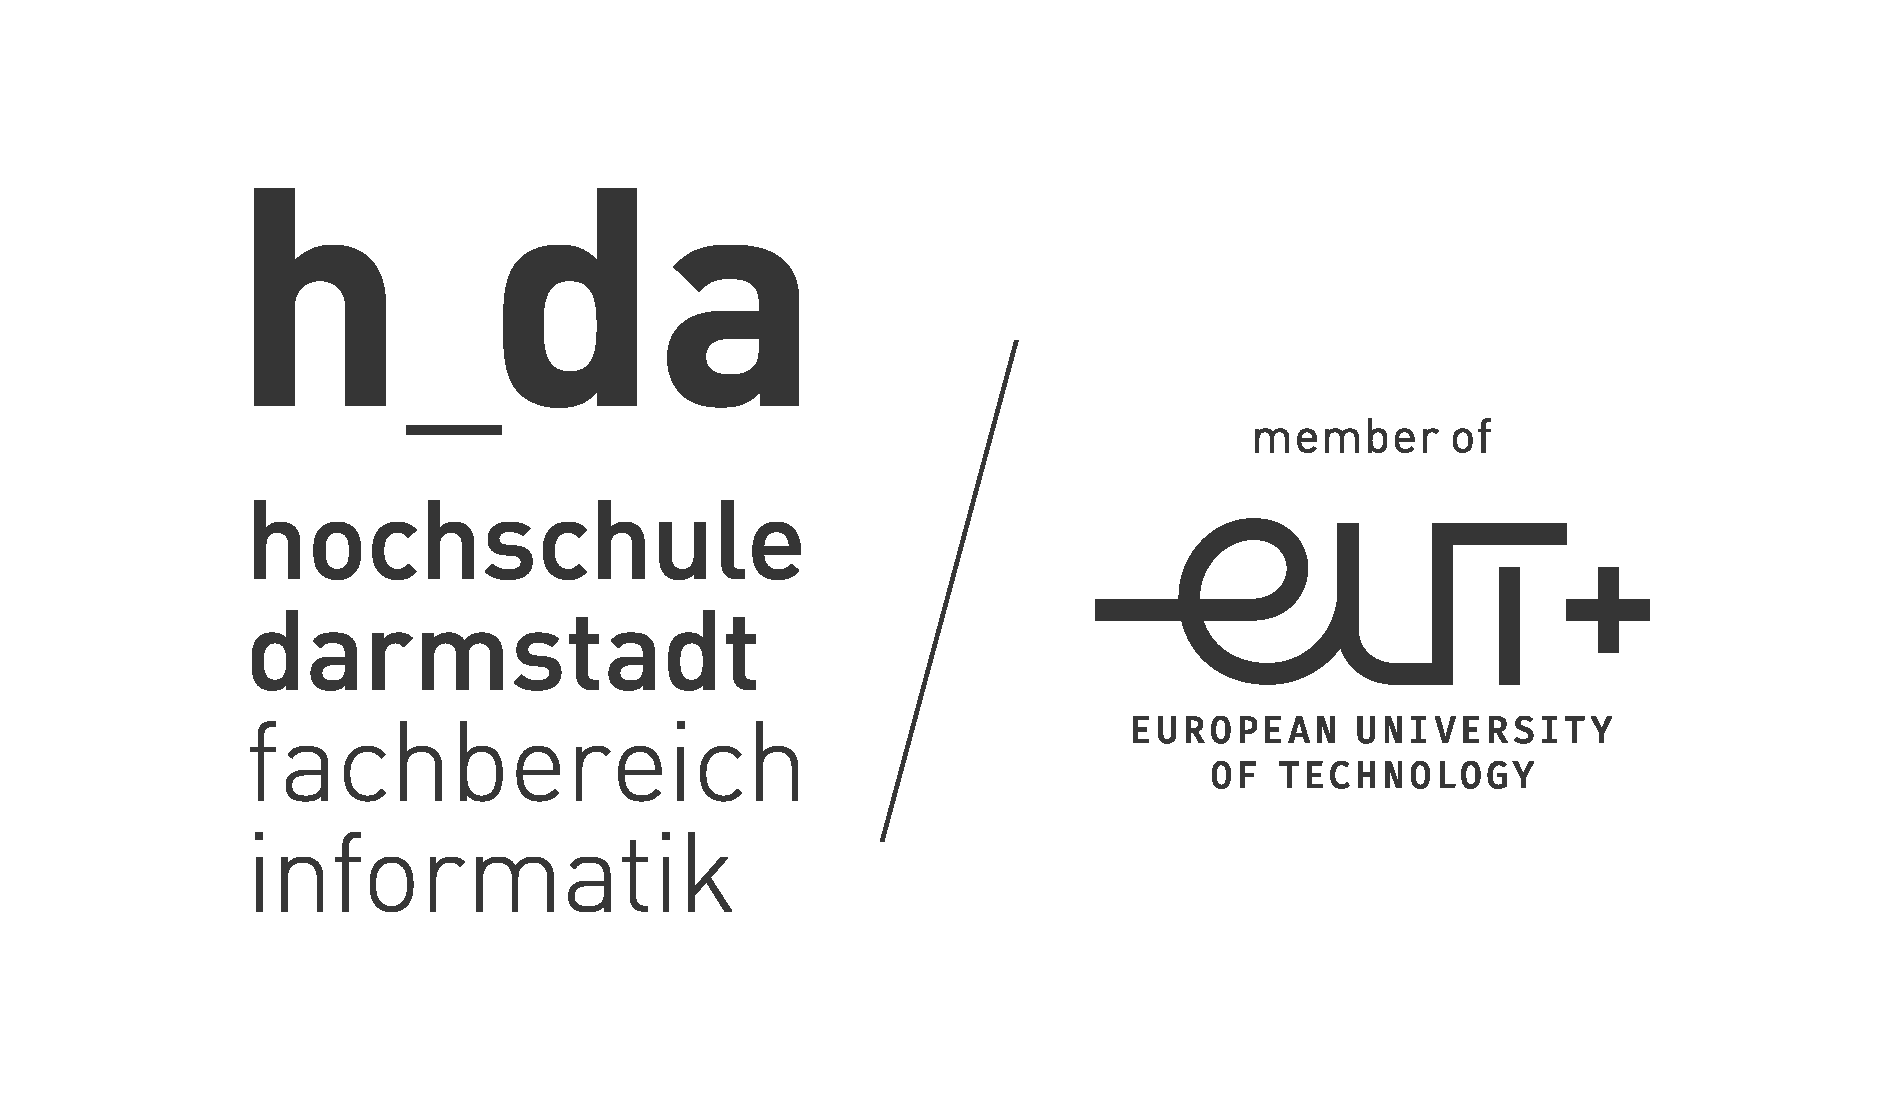 h_da
hochschule
darmstadt
fachbereich
informatik
member of
eut+
EUROPEAN UNIVERSITY
OF TECHNOLOGY